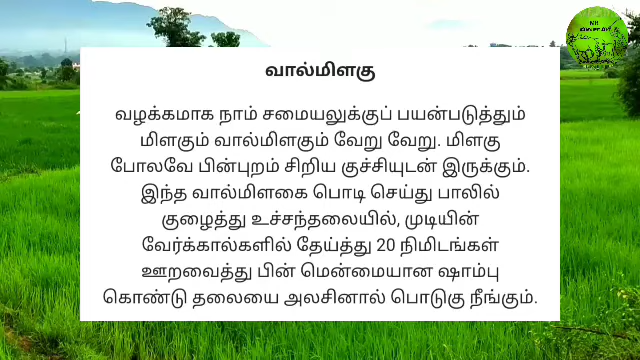 வால்மிளகு
வழக்கமாக நாம் சமையலுக்குப் பயன்படுத்தும்
மிளகும் வால்மிளகும் வேறு வேறு. மிளகு
போலவே பின்புறம் சிறிய குச்சியுடன் இருக்கும்.
இந்த வால்மிளகை பொடி செய்து பாலில்
குழைத்து உச்சந்தலையில், முடியின்
வேர்க்கால்களில் தேய்த்து 20 நிமிடங்கள்
ஊறவைத்து பின் மென்மையான ஷாம்பு
கொண்டு தலையை அலசினால் பொடுகு நீங்கும்.